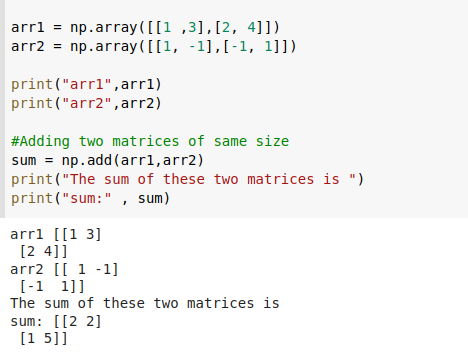 arr1 = np.array([[1 ,3],[2, 4]])
arr2 = np.array([[1, -1],[-1, 1]])
print("arr1",arr1)
print("arr2",arr2)
#Adding two matrices of same size
sum = np.add(arr1,arr2)
print("The sum of these two matrices is ")
print("sum:" , sum)
arr1 [[1 3]
 [2 4]]
arr2 [[ 1 -1]
 [-1  1]]
The sum of these two matrices is
sum: [[2 2]
 [1 5]]